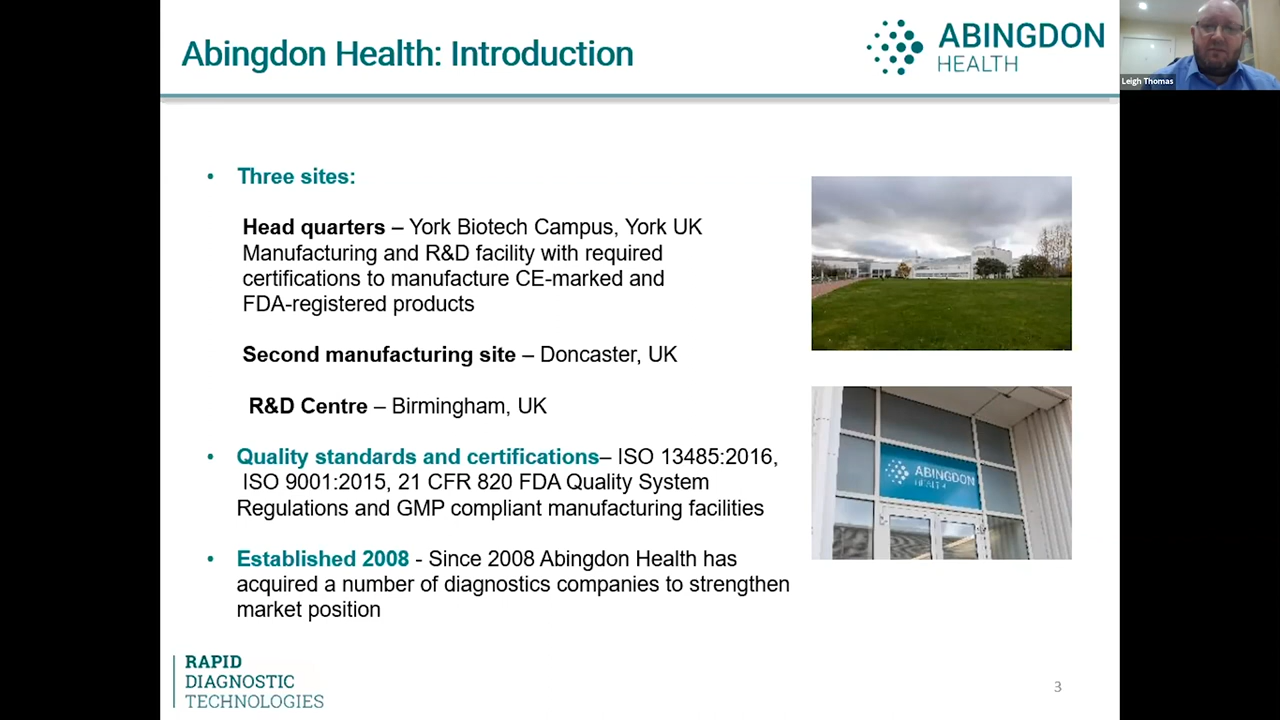 Abingdon Health: Introduction
ABINGDON
HEALTH
Leigh Thomas
• Three sites:
Head quarters – York Biotech Campus, York UK
Manufacturing and R&D facility with required
certifications to manufacture CE-marked and
FDA-registered products
Second manufacturing site – Doncaster, UK
R&D Centre – Birmingham, UK
• Quality standards and certifications– ISO 13485:2016,
ISO 9001:2015, 21 CFR 820 FDA Quality System
Regulations and GMP compliant manufacturing facilities
• Established 2008 - Since 2008 Abingdon Health has
acquired a number of diagnostics companies to strengthen
market position
ABINGDON
HEALTH
RAPID
DIAGNOSTIC
TECHNOLOGIES
3